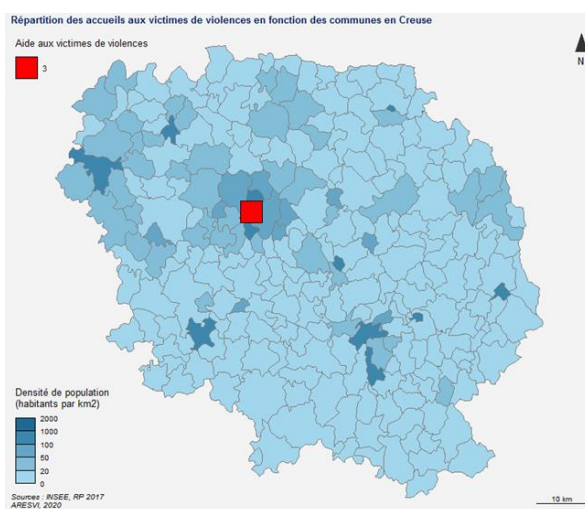 Répartition des accueils aux victimes de violences en fonction des communes en Creuse
Aide aux victimes de violences
3
N
Densité de population
(habitants par km2)
2000
1000
100
50
20
0
Sources : INSEE, RP 2017
ARESVI, 2020
10 km